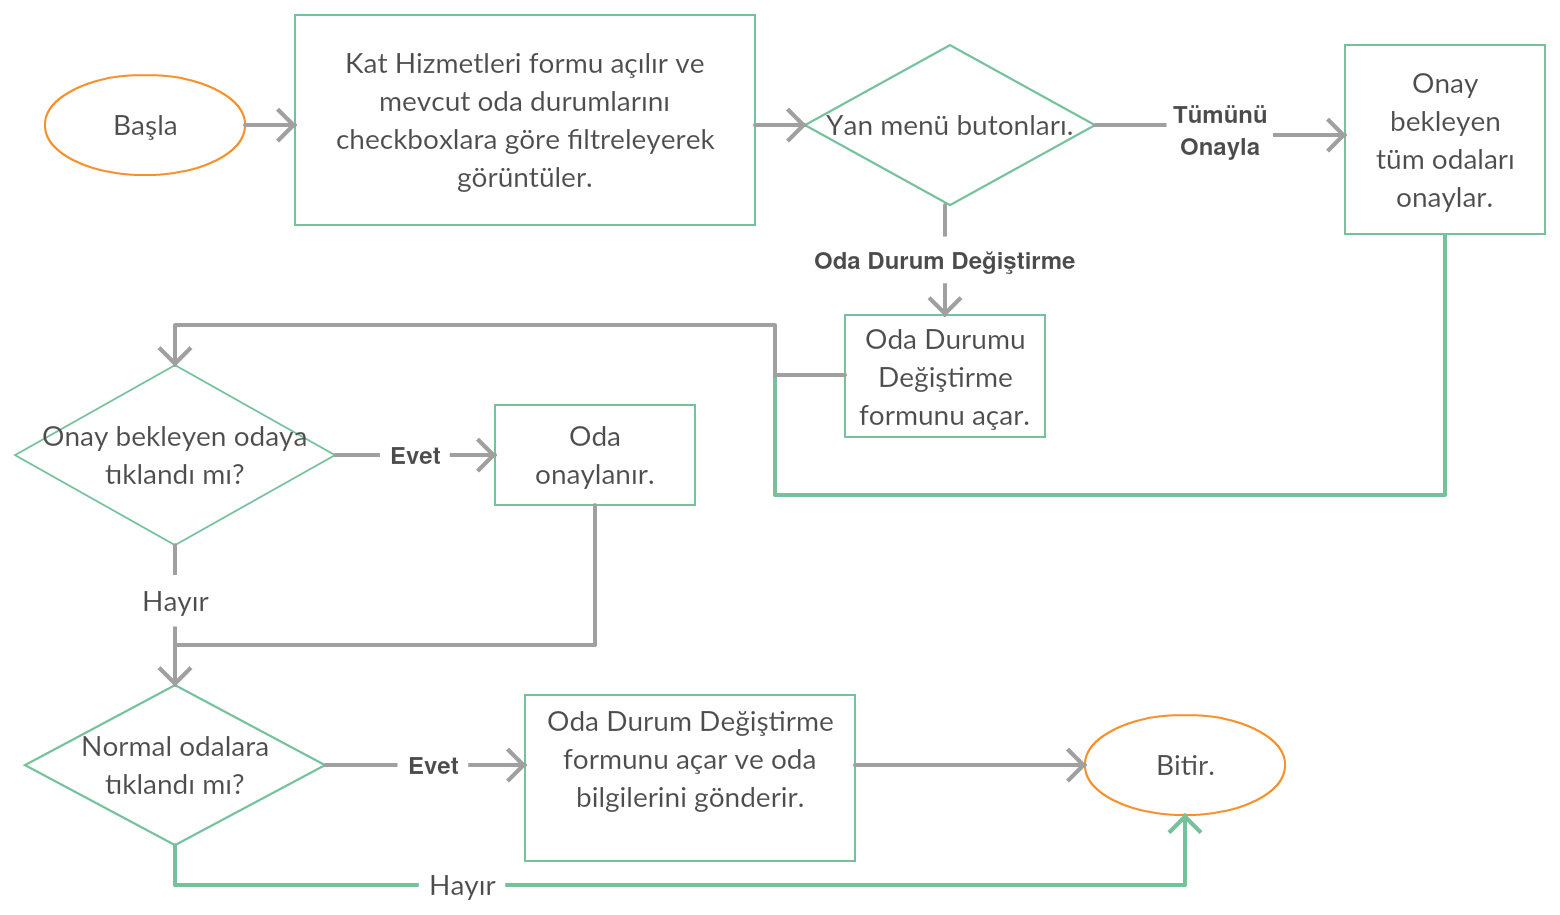 Başla
Kat Hizmetleri formu açılır ve
mevcut oda durumlarını
checkboxlara göre filtreleyerek
görüntüler.
Yan menü butonları.
Tümünü
Onayla
Onay
bekleyen
tüm odaları
onaylar.
Oda Durum Değiştirme
Oda Durumu
Değiştirme
formunu açar.
Onay bekleyen odaya
tıklandı mı?
Evet
Oda
onaylanır.
Hayır
Normal odalara
tıklandı mı?
Evet
Oda Durum Değiştirme
formunu açar ve oda
bilgilerini gönderir.
Bitir.
Hayır